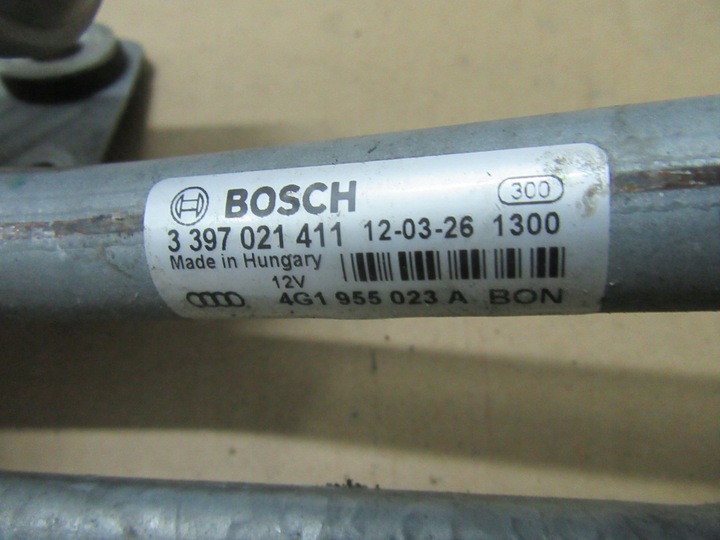 BOSCH 300
3 397 021 411 12-03-26 1300
Made in Hungary
12V
4G1 955 023 A BON